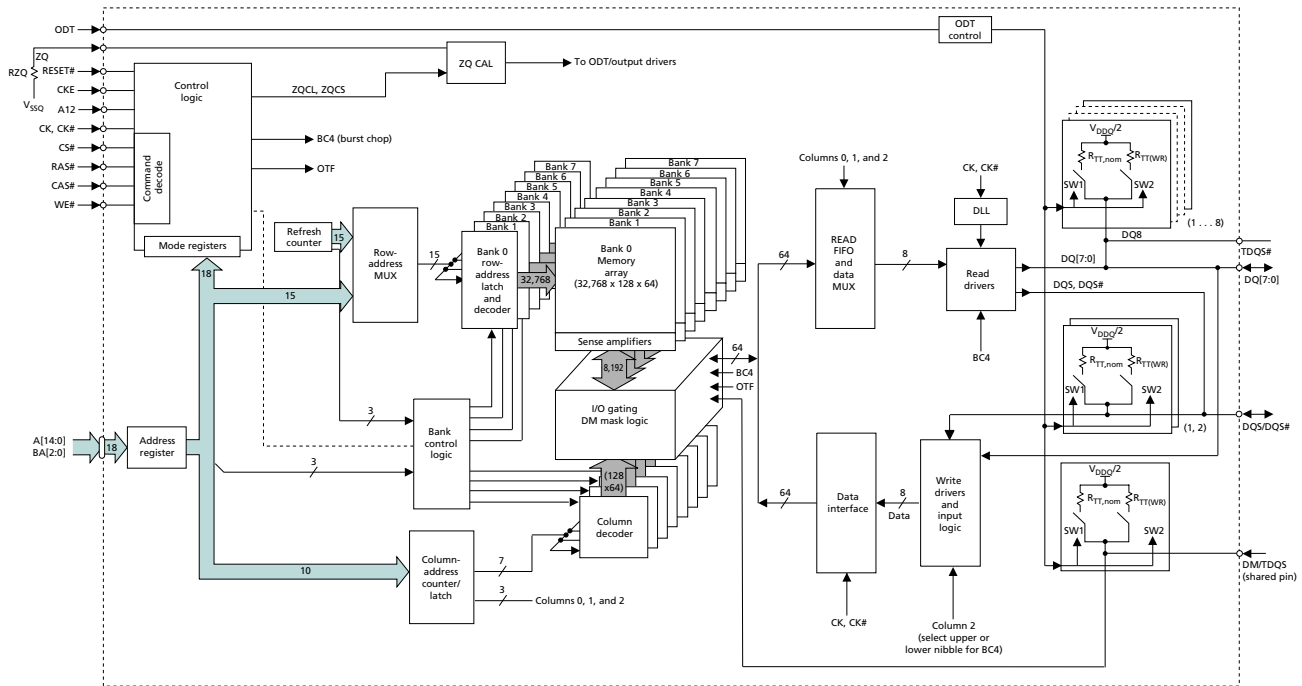 ODT
ODT
control
ZQ
RZQ
VSSQ
RESET#
CKE
A12
CK, CK#
CS#
RAS#
CAS#
WE#
Control
logic
Command
decode
Mode registers
ZQ CAL
To ODT/output drivers
ZQCL, ZQCS
BC4 (burst chop)
OTF
Refresh
counter
15
Row-
address
MUX
15
18
15
Bank 7
Bank 6
Bank 5
Bank 4
Bank 3
Bank 2
Bank 1
Bank 0
row-
address
latch
and
decoder
32,768
Bank 7
Bank 6
Bank 5
Bank 4
Bank 3
Bank 2
Bank 1
Bank 0
Memory
array
(32,768 x 128 x 64)
Sense amplifiers
8,192
64
BC4
OTF
I/O gating
DM mask logic
A[14:0]
BA[2:0]
18
Address
register
3
3
Bank
control
logic
(128
x64)
Column
decoder
10
Column-
address
counter/
latch
7
3
Columns 0, 1, and 2
Columns 0, 1, and 2
64
READ
FIFO
and
data
MUX
8
CK, CK#
DLL
Read
drivers
BC4
DQ8
DQ[7:0]
DQS, DQS#
64
Data
interface
8
Data
Write
drivers
and
input
logic
CK, CK#
Column 2
(select upper or
lower nibble for BC4)
VDDQ/2
RTT,nom
RTT(WR)
SW1
SW2
(1 . . . 8)
TDQS#
DQ[7:0]
VDDQ/2
RTT,nom
RTT(WR)
SW1
SW2
(1, 2)
DQS/DQS#
VDDQ/2
RTT,nom
RTT(WR)
SW1
SW2
DM/TDQS
(shared pin)